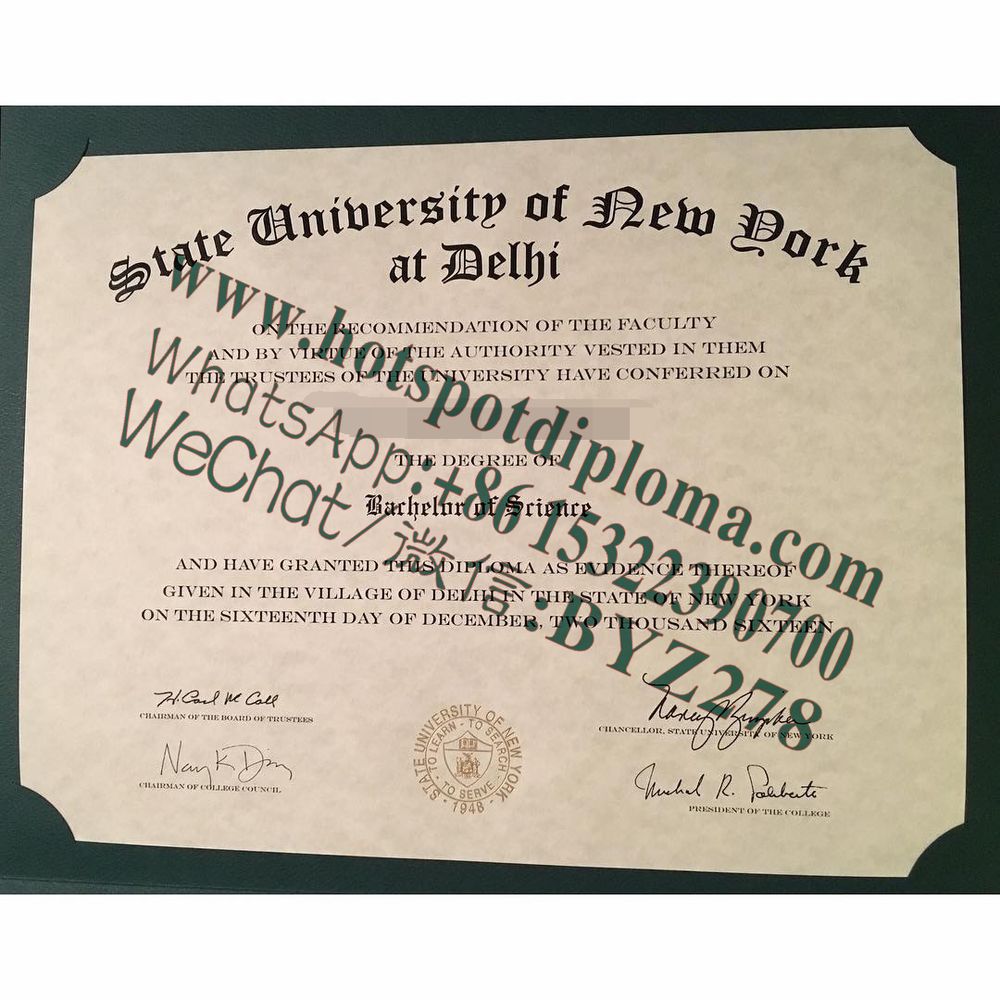 State University of New York
at Delhi
ON THE RECOMMENDATION OF THE FACULTY
AND BY VIRTUE OF THE AUTHORITY VESTED IN THEM
THE TRUSTEES OF THE UNIVERSITY HAVE CONFERRED ON
THE DEGREE OF
Bachelor of Science
AND HAVE GRANTED THIS DIPLOMA AS EVIDENCE THEREOF
GIVEN IN THE VILLAGE OF DELHI IN THE STATE OF NEW YORK
ON THE SIXTEENTH DAY OF DECEMBER, TWO THOUSAND SIXTEEN
www.hotspotdiploma.com
WhatsApp:+86 15322390700
WeChat/微信:BYZ278
H. Carl McCall
CHAIRMAN OF THE BOARD OF TRUSTEES
CHAIRMAN OF COLLEGE COUNCIL
STATE UNIVERSITY OF NEW YORK
TO LEARN - TO SEARCH
TO SERVE
1948
CHANCELLOR, STATE UNIVERSITY OF NEW YORK
PRESIDENT OF THE COLLEGE